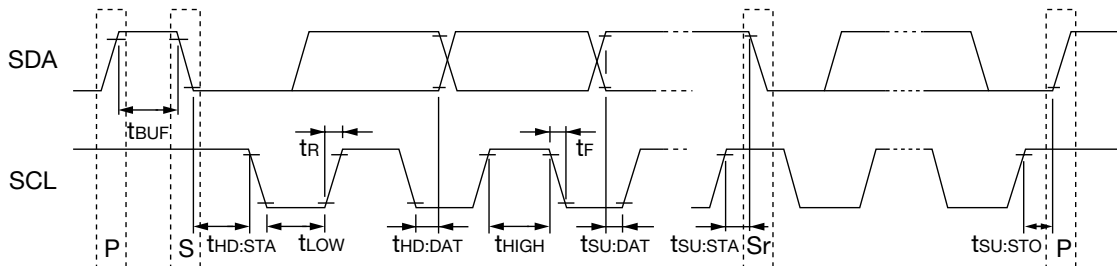 SDA
tBUF
tR
tF
SCL
P
S
tHD:STA
tLOW
tHD:DAT
tHIGH
tSU:DAT
tSU:STA
Sr
tSU:STO
P